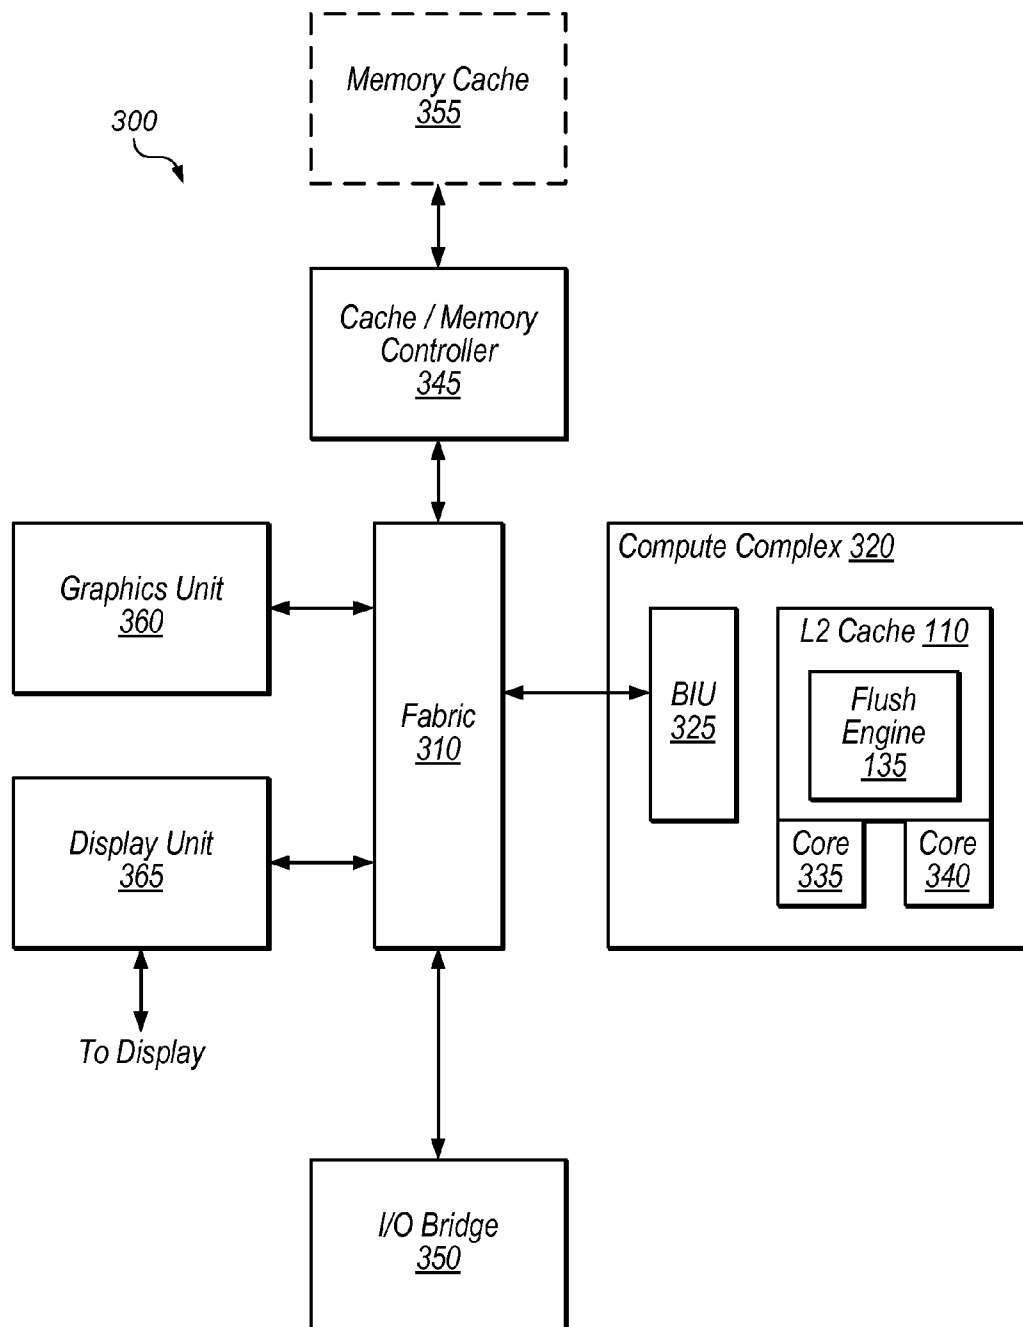 Memory Cache
355
300
Cache / Memory
Controller
345
Graphics Unit
360
Compute Complex 320
L2 Cache 110
BIU
325
Flush
Engine
135
Fabric
310
Display Unit
365
Core
335
Core
340
To Display
I/O Bridge
350